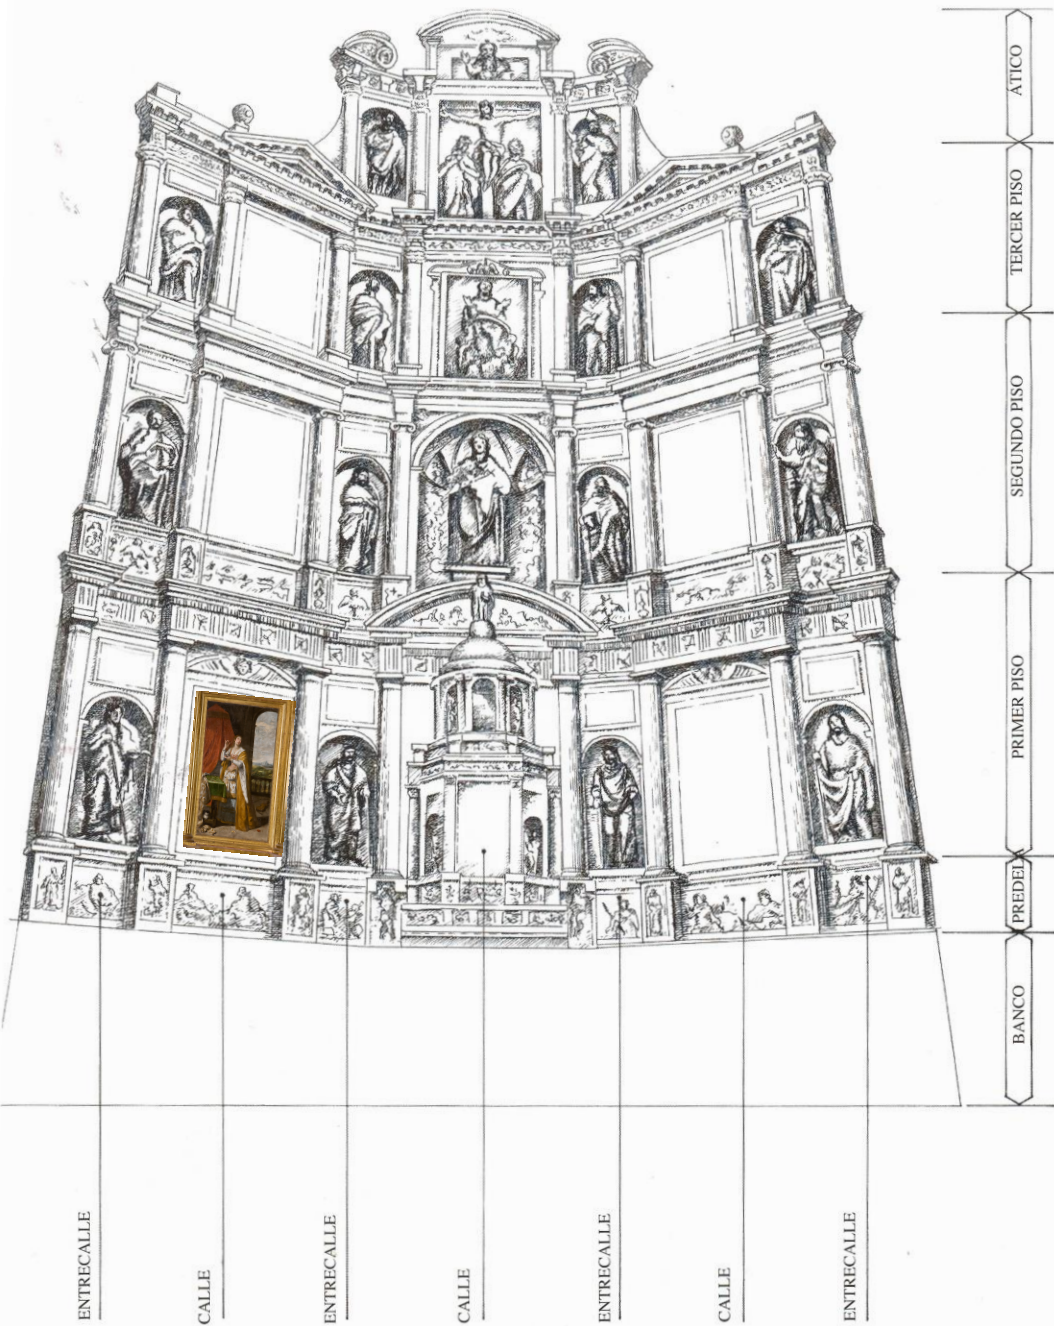 ATICO
TERCER PISO
SEGUNDO PISO
PRIMER PISO
PREDELA
BANCO
ENTRECALLE
CALLE
ENTRECALLE
CALLE
ENTRECALLE
CALLE
ENTRECALLE